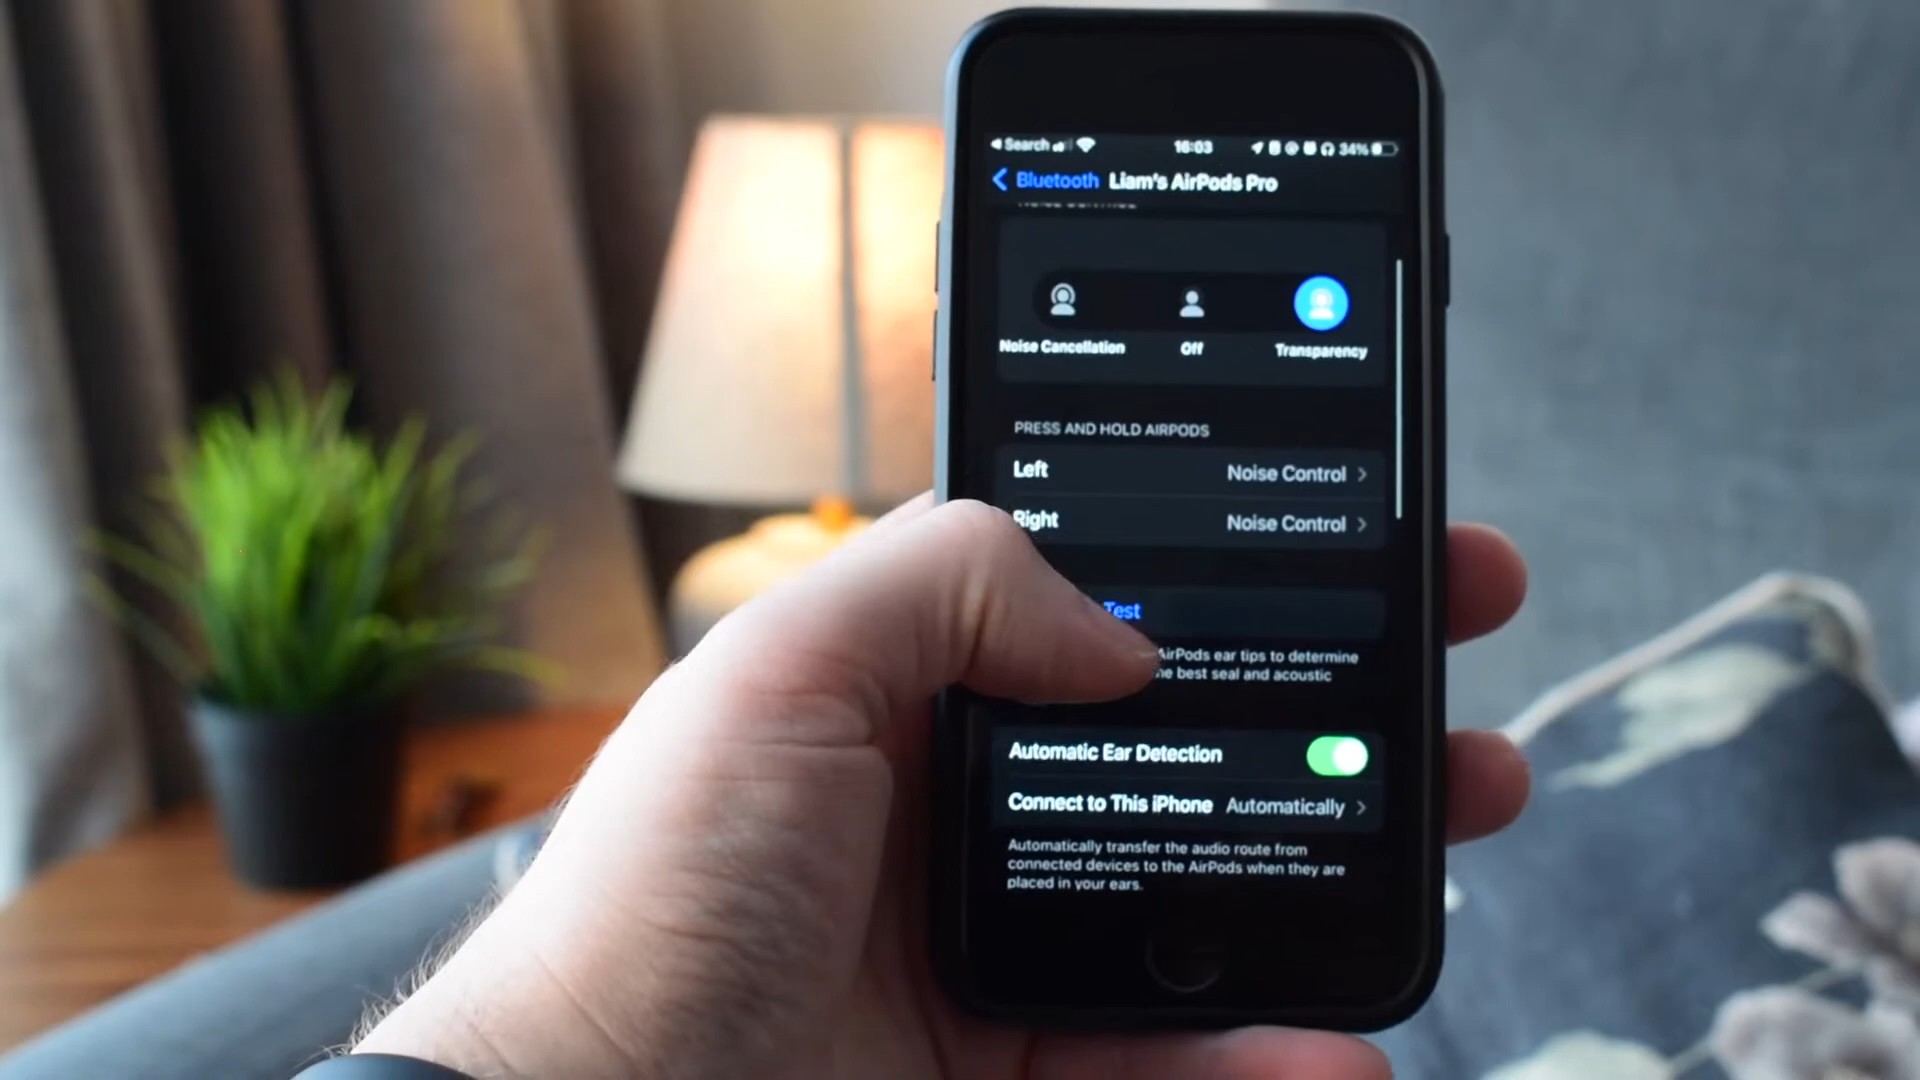 Search 16:03 34%
Bluetooth Liam's AirPods Pro
NOISE CONTROL
Noise Cancellation Off Transparency
PRESS AND HOLD AIRPODS
Left Noise Control
Right Noise Control
Test
AirPods ear tips to determine
best seal and acoustic
Automatic Ear Detection
Connect to This iPhone Automatically
Automatically transfer the audio route from
connected devices to the AirPods when they are
placed in your ears.